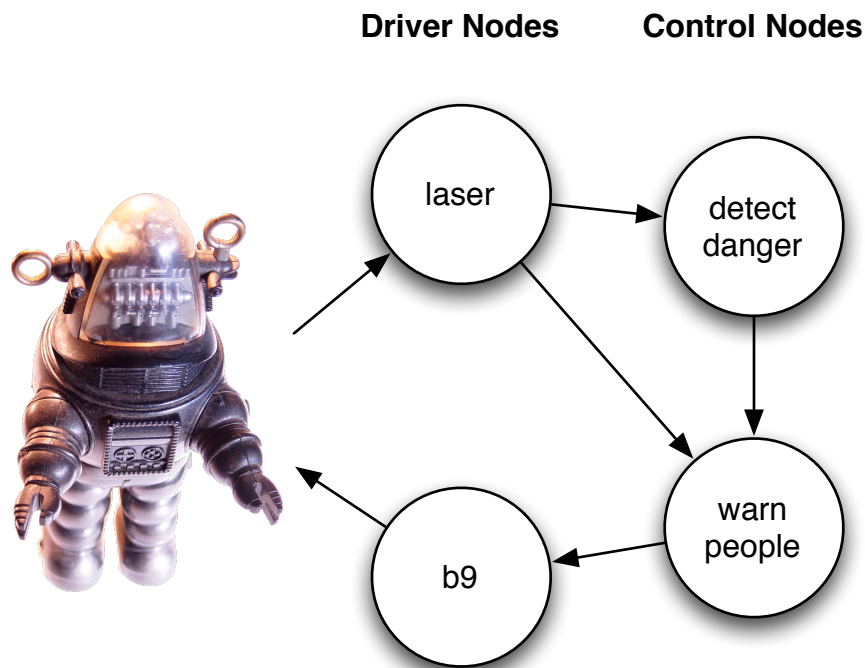 Driver Nodes
Control Nodes
laser
detect
danger
warn
people
b9